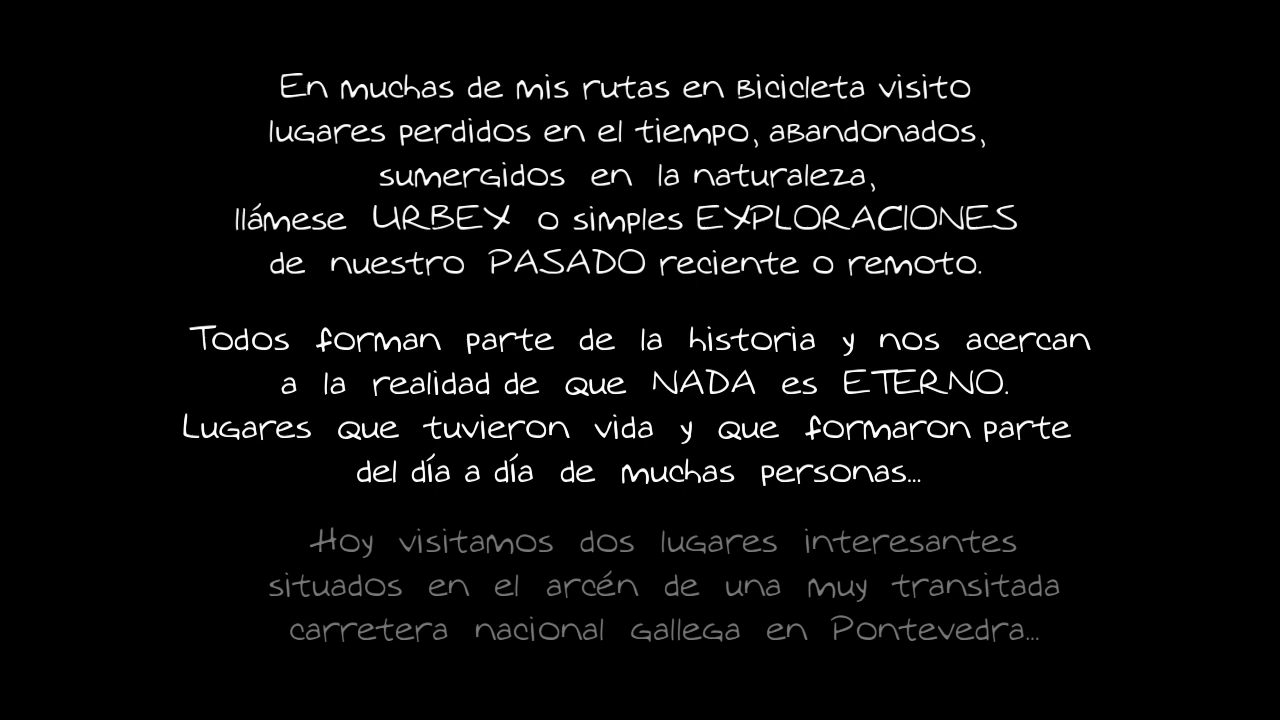 En muchas de mis rutas en bicicleta visito
lugares perdidos en el tiempo, abandonados,
sumergidos en la naturaleza,
llámese URBEX o simples EXPLORACIONES
de nuestro PASADO reciente o remoto.
Todos forman parte de la historia y nos acercan
a la realidad de que NADA es ETERNO.
Lugares que tuvieron vida y que formaron parte
del día a día de muchas personas...
Hoy visitamos dos lugares interesantes
situados en el arcén de una muy transitada
carretera nacional gallega en Pontevedra...